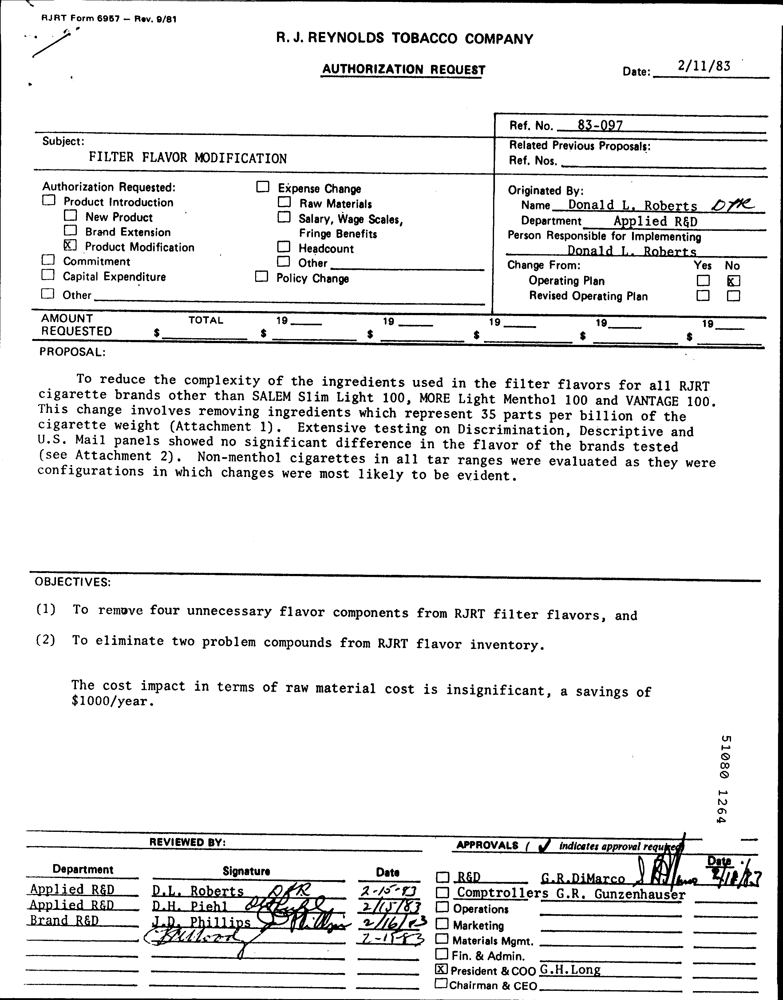 RJRT Form 6957 — Rev. 9/81
R. J. REYNOLDS TOBACCO COMPANY
AUTHORIZATION REQUEST
Date: 2/11/83
Ref. No. 83-097
Subject:
FILTER FLAVOR MODIFICATION
Related Previous Proposals:
Ref. Nos.
Authorization Requested:
Product Introduction
New Product
Brand Extension
X Product Modification
Commitment
Capital Expenditure
Other
Expense Change
Raw Materials
Salary, Wage Scales,
Fringe Benefits
Headcount
Other
Policy Change
Originated By:
Name Donald L. Roberts DLR
Department Applied R&D
Person Responsible for Implementing
Donald L. Roberts
Change From: Yes No
Operating Plan X
Revised Operating Plan
AMOUNT TOTAL 19 19 19 19 19
REQUESTED $ $ $ $ $ $
PROPOSAL:
To reduce the complexity of the ingredients used in the filter flavors for all RJRT
cigarette brands other than SALEM Slim Light 100, MORE Light Menthol 100 and VANTAGE 100.
This change involves removing ingredients which represent 35 parts per billion of the
cigarette weight (Attachment 1). Extensive testing on Discrimination, Descriptive and
U.S. Mail panels showed no significant difference in the flavor of the brands tested
(see Attachment 2). Non-menthol cigarettes in all tar ranges were evaluated as they were
configurations in which changes were most likely to be evident.
OBJECTIVES:
(1) To remove four unnecessary flavor components from RJRT filter flavors, and
(2) To eliminate two problem compounds from RJRT flavor inventory.
The cost impact in terms of raw material cost is insignificant, a savings of
$1000/year.
51080 1264
REVIEWED BY:
Department Signature Date
Applied R&D D.L. Roberts DLR 2-15-83
Applied R&D D.H. Piehl 2/15/83
Brand R&D J.D. Phillips 2/16/83
2-15-83
APPROVALS ( ✓ indicates approval required)
Date
R&D G.R.DiMarco 2/18/83
Comptrollers G.R. Gunzenhauser
Operations
Marketing
Materials Mgmt.
Fin. & Admin.
X President & COO G.H.Long
Chairman & CEO